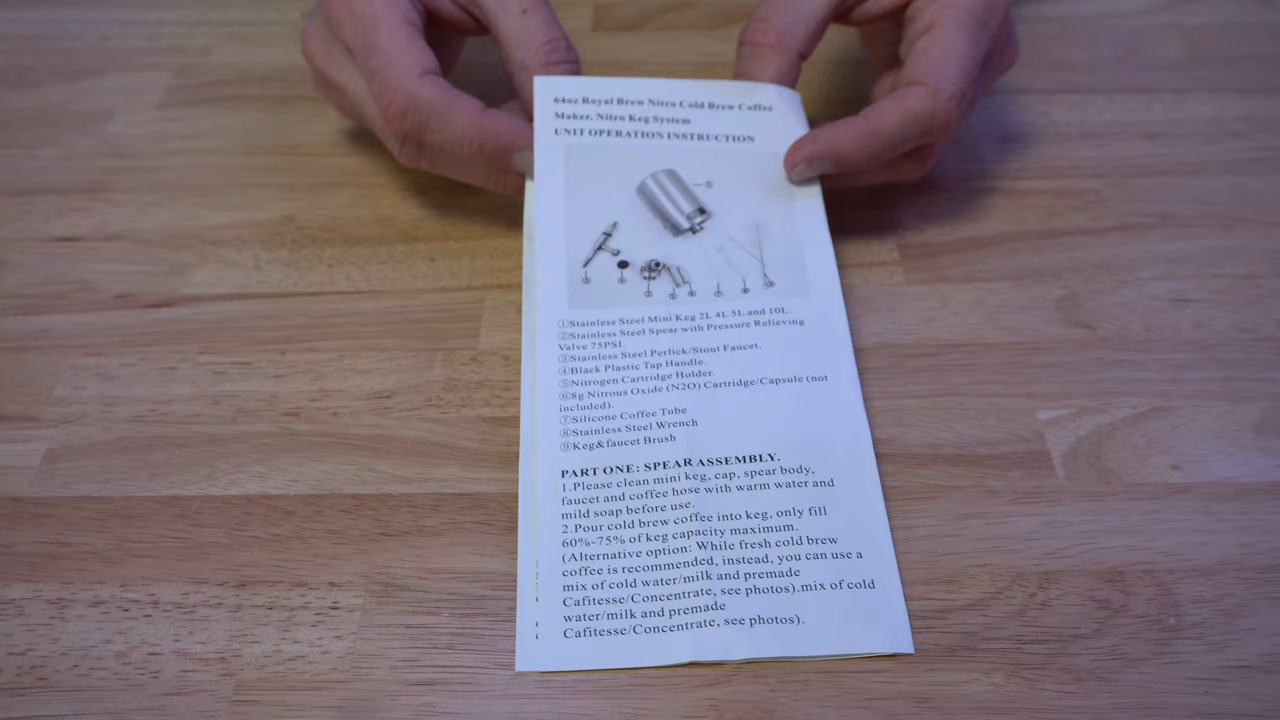 64oz Royal Brew Nitro Cold Brew Coffee
Maker, Nitro Keg System
UNIT OPERATION INSTRUCTION
①Stainless Steel Mini Keg 2L 4L 5L and 10L.
②Stainless Steel Spear with Pressure Relieving
Valve 75PSI.
③Stainless Steel Perlick/Stout Faucet.
④Black Plastic Tap Handle.
⑤Nitrogen Cartridge Holder.
⑥8g Nitrous Oxide (N2O) Cartridge/Capsule (not
included).
⑦Silicone Coffee Tube
⑧Stainless Steel Wrench
⑨Keg&faucet Brush
PART ONE: SPEAR ASSEMBLY.
1.Please clean mini keg, cap, spear body,
faucet and coffee hose with warm water and
mild soap before use.
2.Pour cold brew coffee into keg, only fill
60%-75% of keg capacity maximum.
(Alternative option: While fresh cold brew
coffee is recommended, instead, you can use a
mix of cold water/milk and premade
Cafitesse/Concentrate, see photos).mix of cold
water/milk and premade
Cafitesse/Concentrate, see photos).